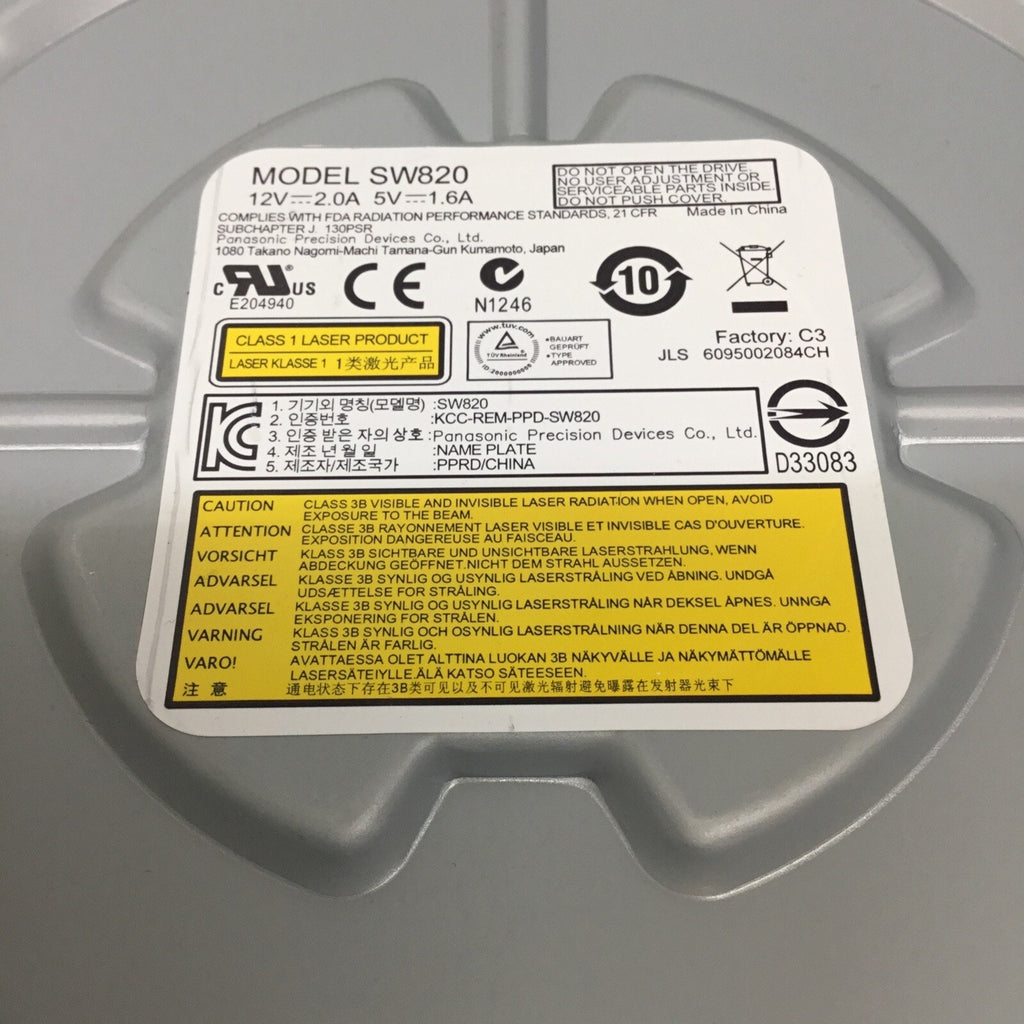 MODEL SW820
12V⎓2.0A 5V⎓1.6A
DO NOT OPEN THE DRIVE
NO USER ADJUSTMENT OR
SERVICEABLE PARTS INSIDE.
DO NOT PUSH COVER.
COMPLIES WITH FDA RADIATION PERFORMANCE STANDARDS, 21 CFR
Made in China
SUBCHAPTER J. 130PSR
Panasonic Precision Devices Co., Ltd.
1080 Takano Nagomi-Machi Tamana-Gun Kumamoto, Japan
c RU ® US
E204940
CE
N1246
10
CLASS 1 LASER PRODUCT
LASER KLASSE 1 1类激光产品
www.tuv.com
TÜVRheinland
ID:2000000000
•BAUART
GEPRÜFT
•TYPE
APPROVED
Factory: C3
JLS 6095002084CH
KC
1. 기기의 명칭(모델명) :SW820
2. 인증번호 :KCC-REM-PPD-SW820
3. 인증 받은 자의 상호 :Panasonic Precision Devices Co., Ltd.
4. 제조 년 월 일 :NAME PLATE
5. 제조자/제조국가 :PPRD/CHINA
D33083
CAUTION CLASS 3B VISIBLE AND INVISIBLE LASER RADIATION WHEN OPEN, AVOID
EXPOSURE TO THE BEAM.
ATTENTION CLASSE 3B RAYONNEMENT LASER VISIBLE ET INVISIBLE CAS D'OUVERTURE.
EXPOSITION DANGEREUSE AU FAISCEAU.
VORSICHT KLASS 3B SICHTBARE UND UNSICHTBARE LASERSTRAHLUNG, WENN
ABDECKUNG GEÖFFNET.NICHT DEM STRAHL AUSSETZEN.
ADVARSEL KLASSE 3B SYNLIG OG USYNLIG LASERSTRÅLING VED ÅBNING. UNDGÅ
UDSÆTTELSE FOR STRÅLING.
ADVARSEL KLASSE 3B SYNLIG OG USYNLIG LASERSTRÅLING NÅR DEKSEL ÅPNES. UNNGA
EKSPONERING FOR STRÅLEN.
VARNING KLASS 3B SYNLIG OCH OSYNLIG LASERSTRÅLNING NÄR DENNA DEL ÄR ÖPPNAD.
STRÅLEN ÄR FARLIG.
VARO! AVATTAESSA OLET ALTTINA LUOKAN 3B NÄKYVÄLLE JA NÄKYMÄTTÖMÄLLE
LASERSÄTEIYLLE.ÄLÄ KATSO SÄTEESEEN.
注 意 通电状态下存在3B类可见以及不可见激光辐射避免曝露在发射器光束下